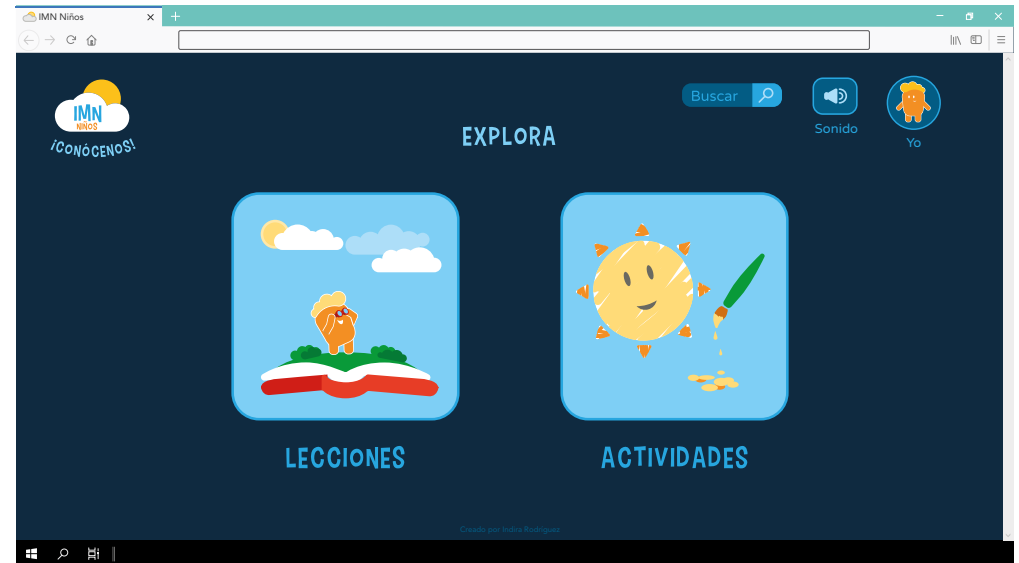 IMN Niños
Buscar
IMN
NIÑOS
¡CONÓCENOS!
EXPLORA
Sonido
Yo
LECCIONES
ACTIVIDADES
Creado por Indira Rodríguez